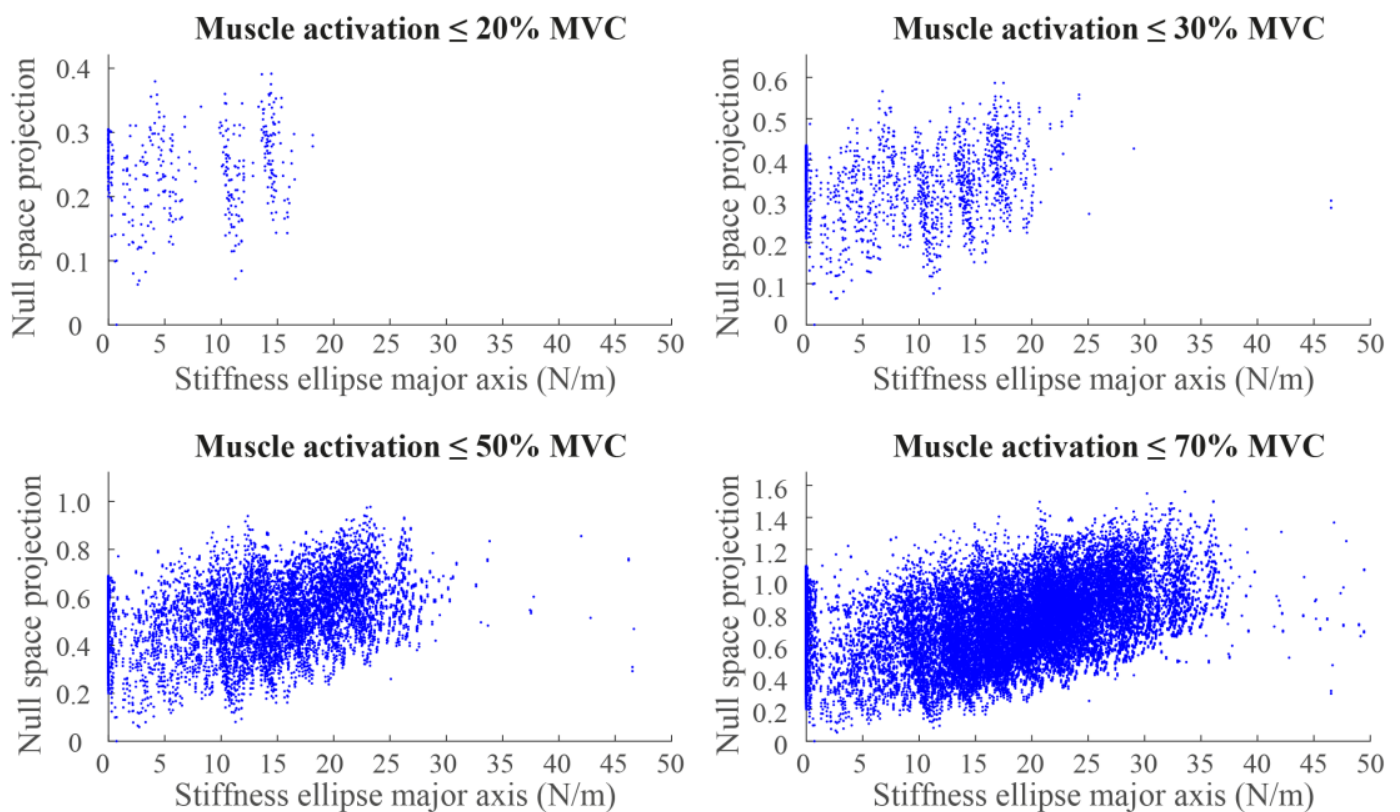 Muscle activation ≤ 20% MVC
0.4
0.3
0.2
0.1
0
Null space projection
0 5 10 15 20 25 30 35 40 45 50
Stiffness ellipse major axis (N/m)
Muscle activation ≤ 30% MVC
0.6
0.5
0.4
0.3
0.2
0.1
0
Null space projection
0 5 10 15 20 25 30 35 40 45 50
Stiffness ellipse major axis (N/m)
Muscle activation ≤ 50% MVC
1.0
0.8
0.6
0.4
0.2
0
Null space projection
0 5 10 15 20 25 30 35 40 45 50
Stiffness ellipse major axis (N/m)
Muscle activation ≤ 70% MVC
1.6
1.4
1.2
1.0
0.8
0.6
0.4
0.2
0
Null space projection
0 5 10 15 20 25 30 35 40 45 50
Stiffness ellipse major axis (N/m)